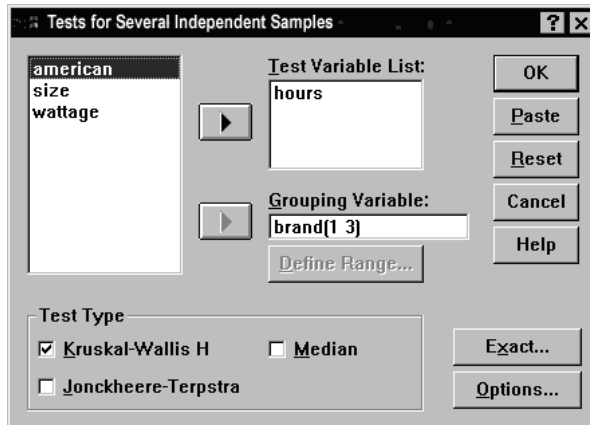 Tests for Several Independent Samples
american
size
wattage
Test Variable List:
hours
Grouping Variable:
brand(1 3)
Define Range...
OK
Paste
Reset
Cancel
Help
Test Type
Kruskal-Wallis H
Median
Jonckheere-Terpstra
Exact...
Options...